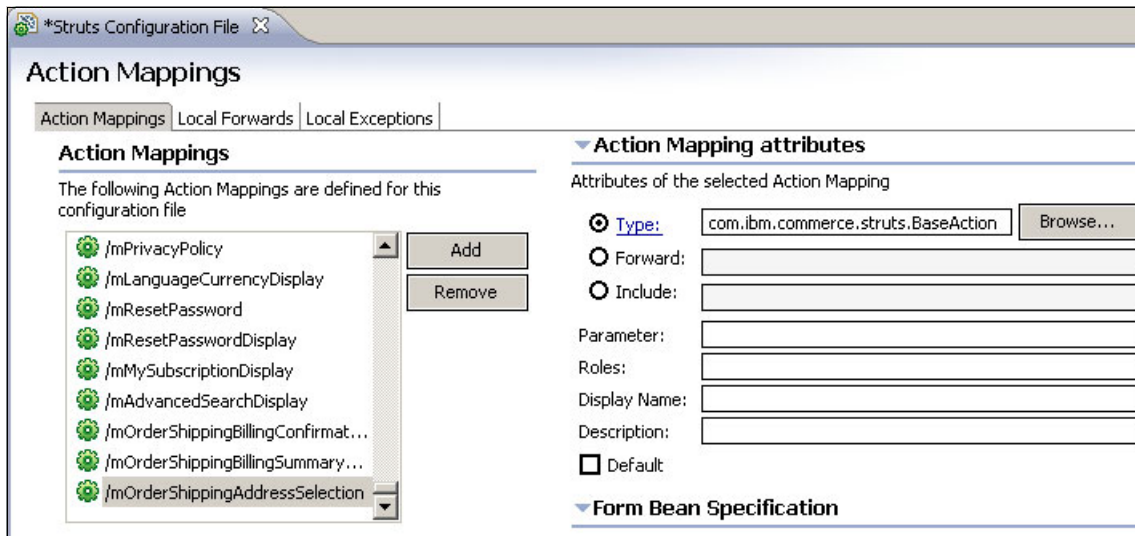 *Struts Configuration File
Action Mappings
Action Mappings Local Forwards Local Exceptions
Action Mappings
The following Action Mappings are defined for this
configuration file
/mPrivacyPolicy
/mLanguageCurrencyDisplay
/mResetPassword
/mResetPasswordDisplay
/mMySubscriptionDisplay
/mAdvancedSearchDisplay
/mOrderShippingBillingConfirmat...
/mOrderShippingBillingSummary...
/mOrderShippingAddressSelection
Add
Remove
Action Mapping attributes
Attributes of the selected Action Mapping
Type: com.ibm.commerce.struts.BaseAction Browse...
Forward:
Include:
Parameter:
Roles:
Display Name:
Description:
Default
Form Bean Specification